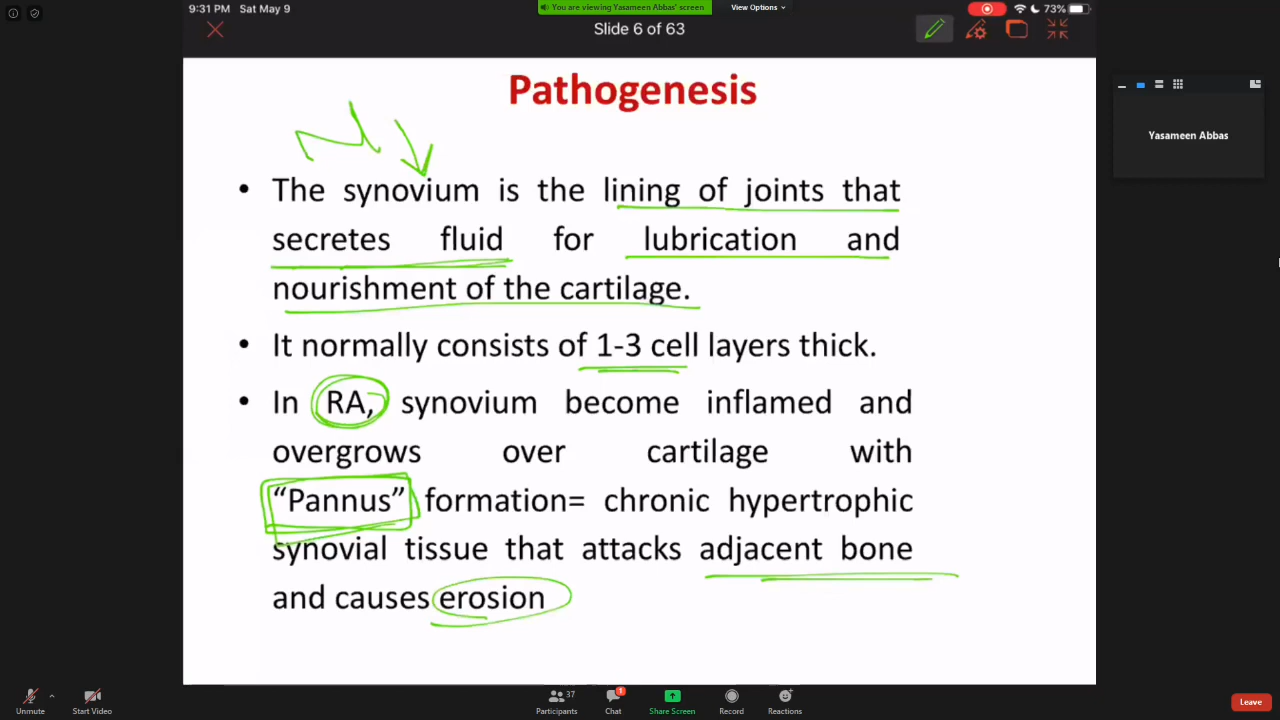 9:31 PM Sat May 9
You are viewing Yasameen Abbas' screen
View Options
73%
Slide 6 of 63
Pathogenesis
N
• The synovium is the lining of joints that
secretes fluid for lubrication and
nourishment of the cartilage.
• It normally consists of 1-3 cell layers thick.
• In RA, synovium become inflamed and
overgrows over cartilage with
“Pannus” formation= chronic hypertrophic
synovial tissue that attacks adjacent bone
and causes erosion
Yasameen Abbas
Unmute
Start Video
37
Participants
1
Chat
Share Screen
Record
Reactions
Leave